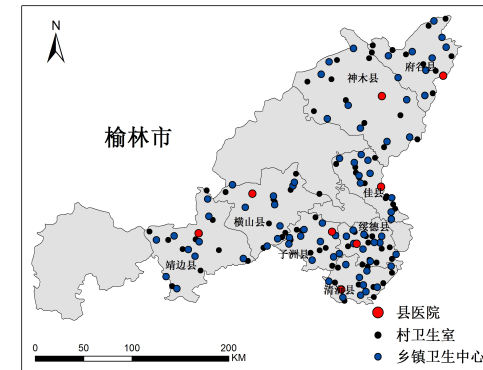 N
榆林市
府谷县
神木县
佳县
横山县
绥德县
子洲县
靖边县
清涧县
县医院
村卫生室
乡镇卫生中心
0 50 100 200
KM